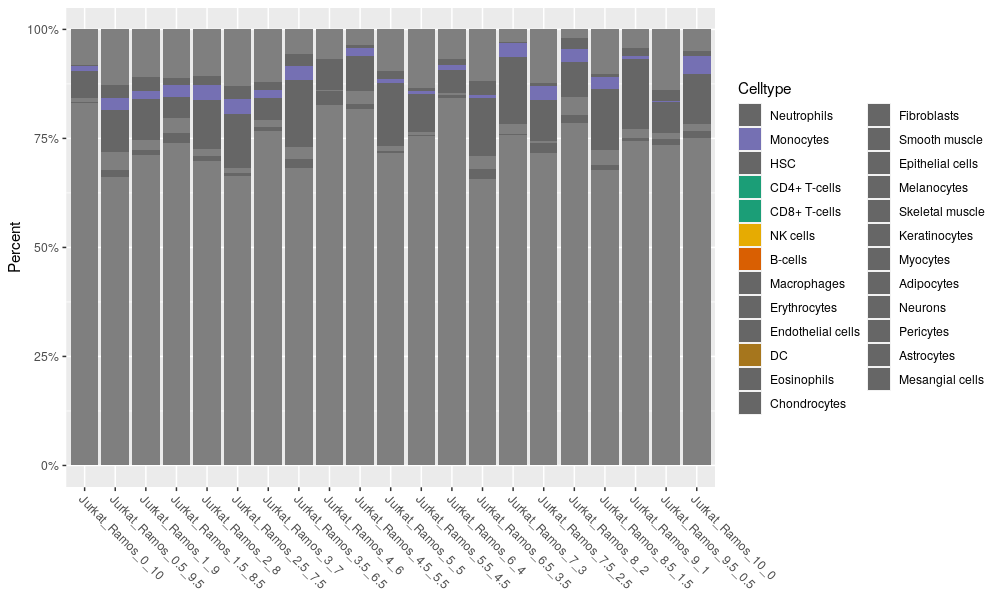 100%
75%
50%
25%
0%
Percent
Jurkat_Ramos_0_10
Jurkat_Ramos_0.5_9.5
Jurkat_Ramos_1_9
Jurkat_Ramos_1.5_8.5
Jurkat_Ramos_2_8
Jurkat_Ramos_2.5_7.5
Jurkat_Ramos_3_7
Jurkat_Ramos_3.5_6.5
Jurkat_Ramos_4_6
Jurkat_Ramos_4.5_5.5
Jurkat_Ramos_5_5
Jurkat_Ramos_5.5_4.5
Jurkat_Ramos_6_4
Jurkat_Ramos_6.5_3.5
Jurkat_Ramos_7_3
Jurkat_Ramos_7.5_2.5
Jurkat_Ramos_8_2
Jurkat_Ramos_8.5_1.5
Jurkat_Ramos_9_1
Jurkat_Ramos_9.5_0.5
Jurkat_Ramos_10_0
Celltype
Neutrophils
Monocytes
HSC
CD4+ T-cells
CD8+ T-cells
NK cells
B-cells
Macrophages
Erythrocytes
Endothelial cells
DC
Eosinophils
Chondrocytes
Fibroblasts
Smooth muscle
Epithelial cells
Melanocytes
Skeletal muscle
Keratinocytes
Myocytes
Adipocytes
Neurons
Pericytes
Astrocytes
Mesangial cells